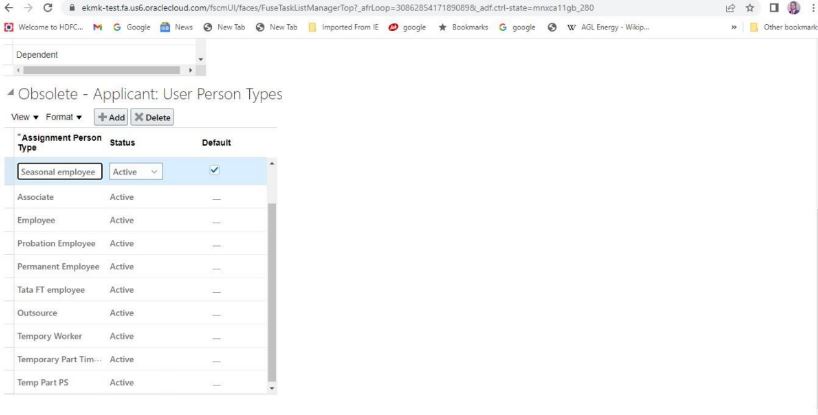 ekmk-test.fa.us6.oraclecloud.com/fscmUI/faces/FuseTaskListManagerTop?_afrLoop=3086285417189089&_adf.ctrl-state=mnxca11gb_280
Welcome to HDFC... Google News New Tab New Tab Imported From IE google Bookmarks google AGL Energy - Wikip... » Other bookmark
Dependent
Obsolete - Applicant: User Person Types
View Format Add Delete
*Assignment Person Type Status Default
Seasonal employee Active
Associate Active
Employee Active
Probation Employee Active
Permanent Employee Active
Tata FT employee Active
Outsource Active
Tempory Worker Active
Temporary Part Tim... Active
Temp Part PS Active